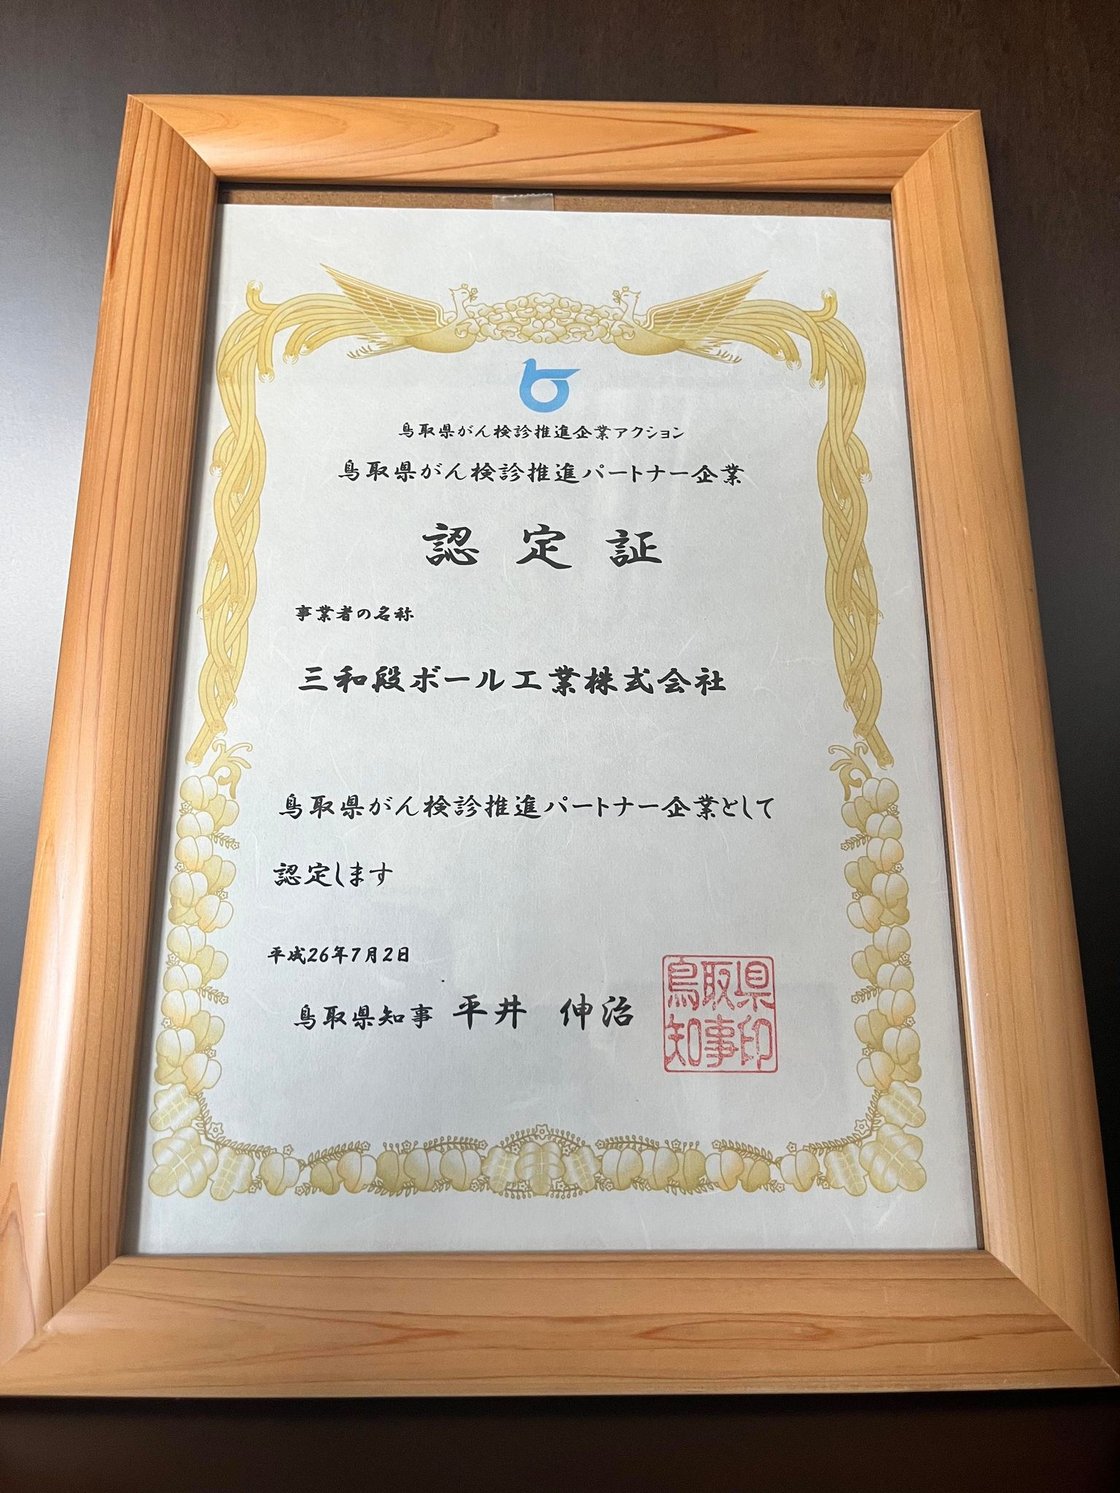 鳥取県がん検診推進企業アクション
鳥取県がん検診推進パートナー企業
認定証
事業者の名称
三和段ボール工業株式会社
鳥取県がん検診推進パートナー企業として
認定します
平成26年7月2日
鳥取県知事 平井 伸治
鳥取県
知事印